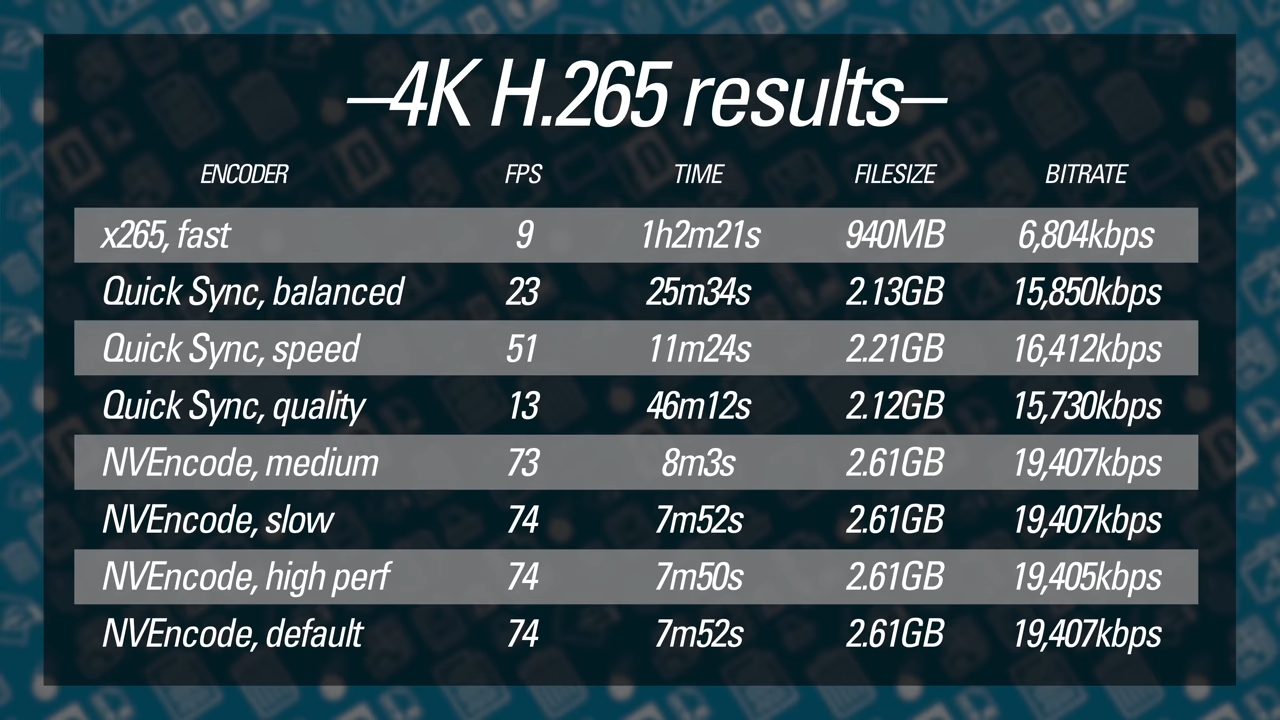 –4K H.265 results–
ENCODER FPS TIME FILESIZE BITRATE
x265, fast 9 1h2m21s 940MB 6,804kbps
Quick Sync, balanced 23 25m34s 2.13GB 15,850kbps
Quick Sync, speed 51 11m24s 2.21GB 16,412kbps
Quick Sync, quality 13 46m12s 2.12GB 15,730kbps
NVEncode, medium 73 8m3s 2.61GB 19,407kbps
NVEncode, slow 74 7m52s 2.61GB 19,407kbps
NVEncode, high perf 74 7m50s 2.61GB 19,405kbps
NVEncode, default 74 7m52s 2.61GB 19,407kbps